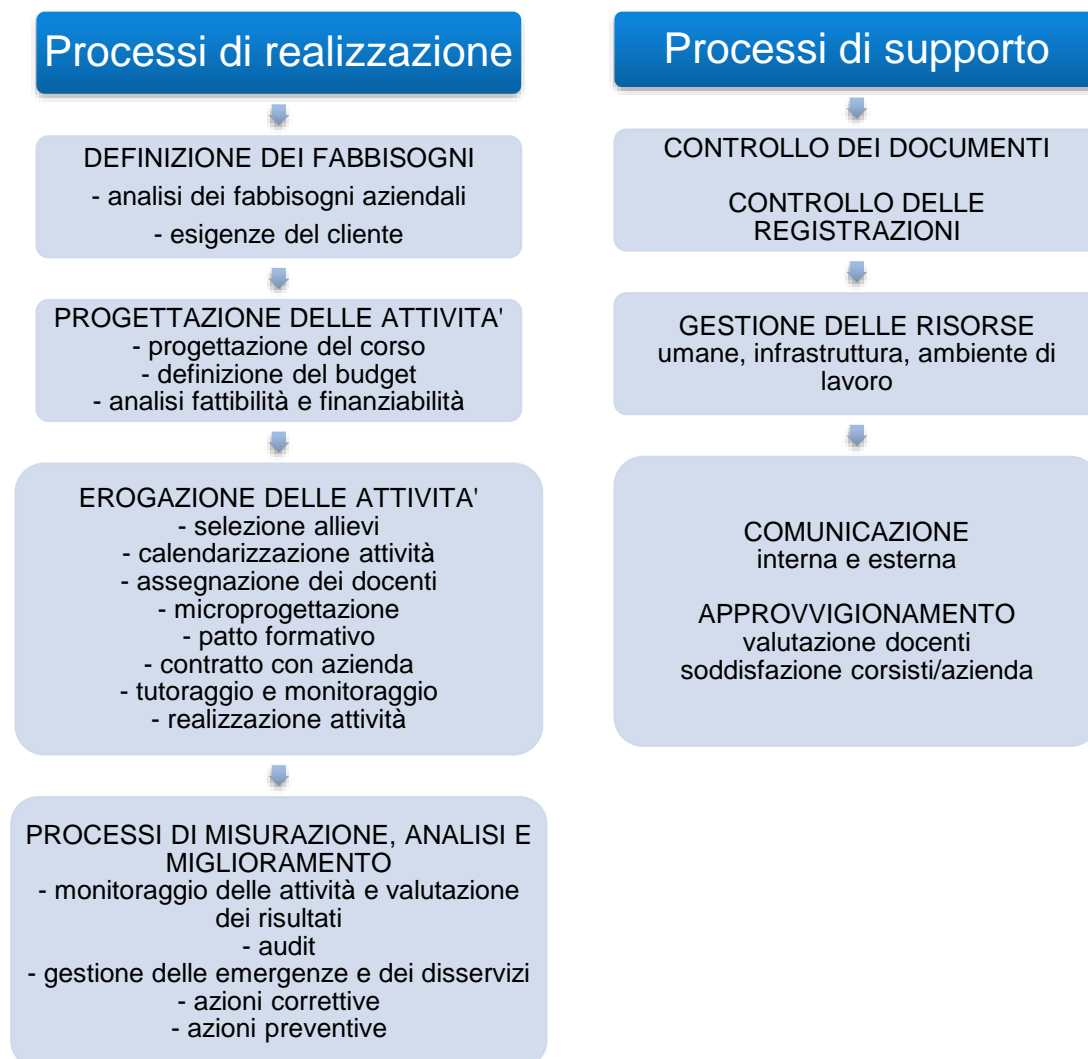 Processi di realizzazione
DEFINIZIONE DEI FABBISOGNI
- analisi dei fabbisogni aziendali
- esigenze del cliente
PROGETTAZIONE DELLE ATTIVITA'
- progettazione del corso
- definizione del budget
- analisi fattibilità e finanziabilità
EROGAZIONE DELLE ATTIVITA'
- selezione allievi
- calendarizzazione attività
- assegnazione dei docenti
- microprogettazione
- patto formativo
- contratto con azienda
- tutoraggio e monitoraggio
- realizzazione attività
PROCESSI DI MISURAZIONE, ANALISI E
MIGLIORAMENTO
- monitoraggio delle attività e valutazione
dei risultati
- audit
- gestione delle emergenze e dei disservizi
- azioni correttive
- azioni preventive
Processi di supporto
CONTROLLO DEI DOCUMENTI
CONTROLLO DELLE
REGISTRAZIONI
GESTIONE DELLE RISORSE
umane, infrastruttura, ambiente di
lavoro
COMUNICAZIONE
interna e esterna
APPROVVIGIONAMENTO
valutazione docenti
soddisfazione corsisti/azienda